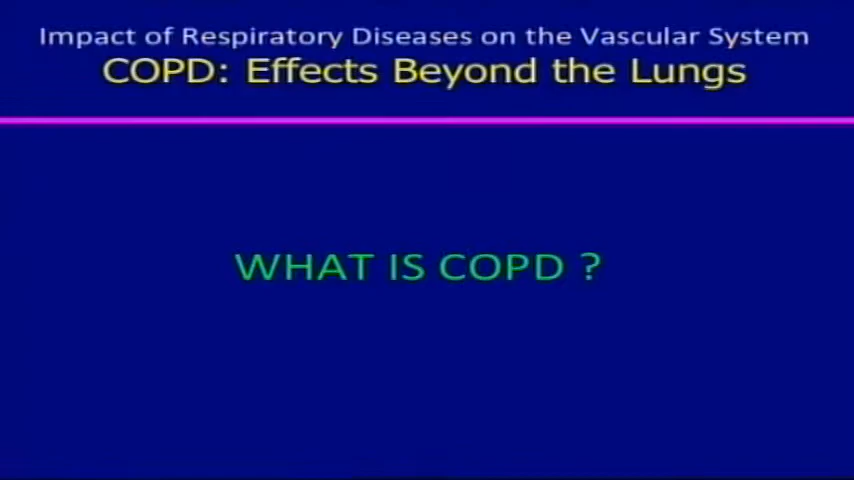 Impact of Respiratory Diseases on the Vascular System
COPD: Effects Beyond the Lungs
WHAT IS COPD ?